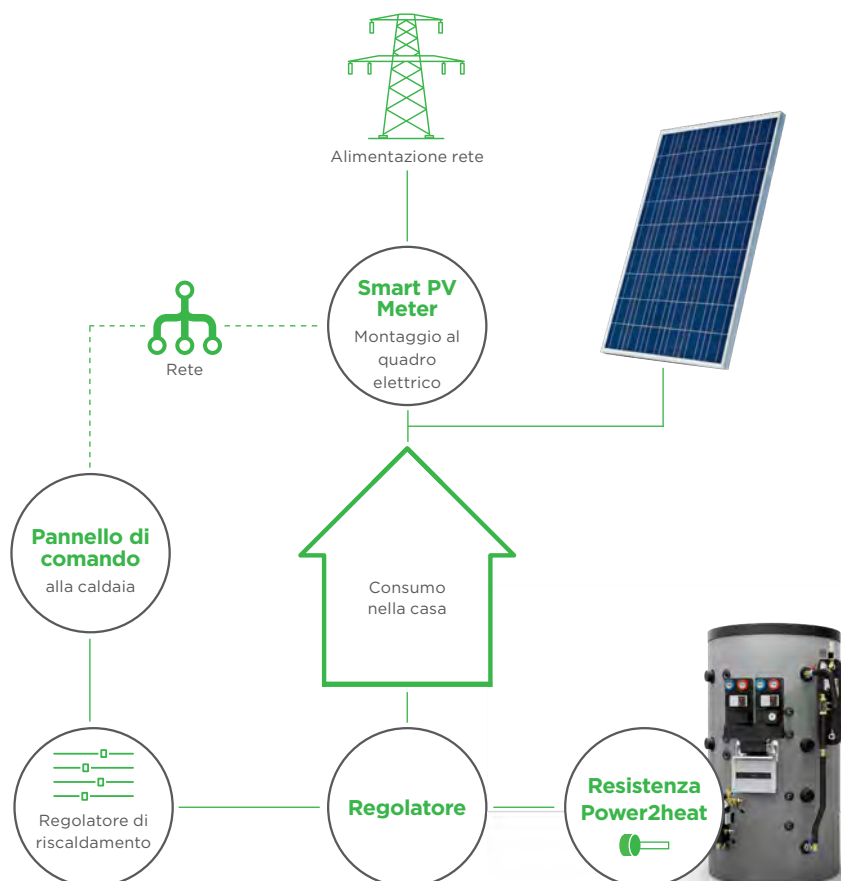 Alimentazione rete
Smart PV
Meter
Montaggio al
quadro
elettrico
Rete
Pannello di
comando
alla caldaia
Consumo
nella casa
Regolatore di
riscaldamento
Regolatore
Resistenza
Power2heat